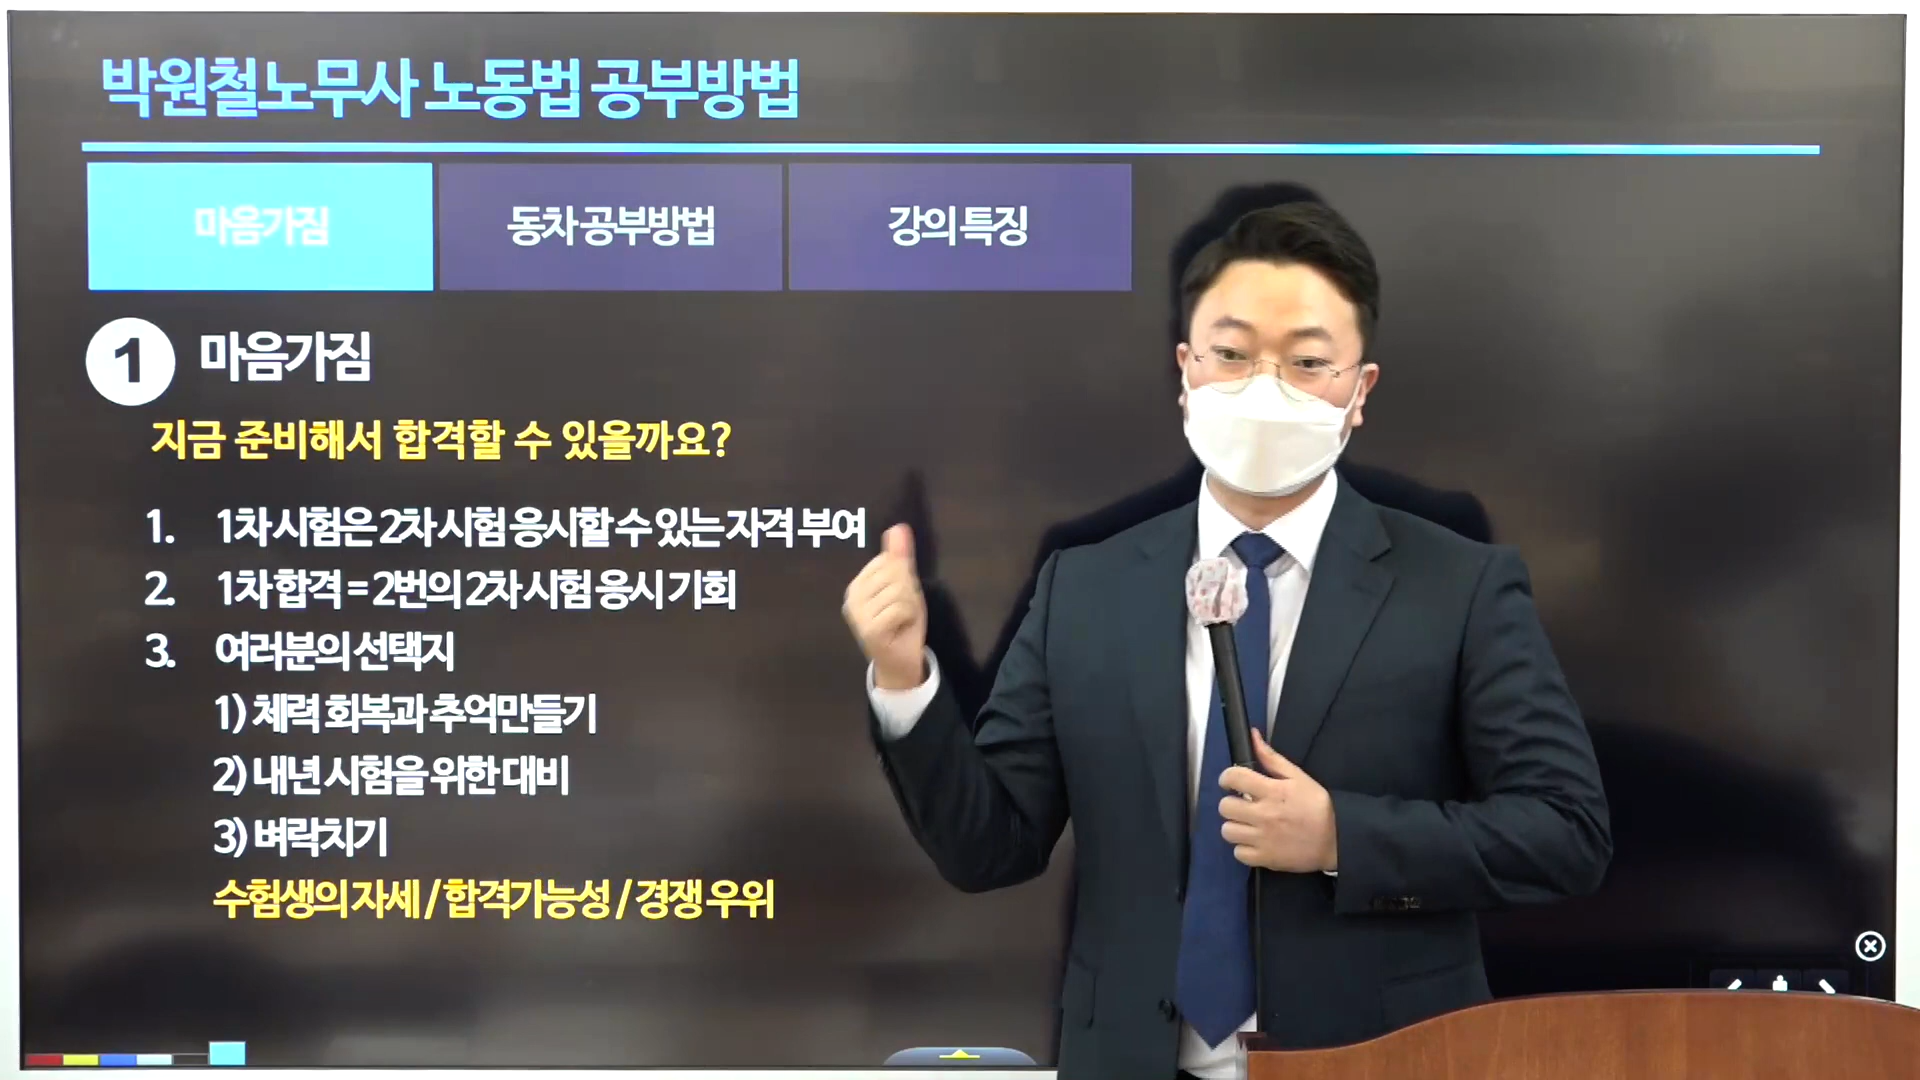 박원철노무사 노동법 공부방법
마음가짐
동차 공부방법
강의 특징
1 마음가짐
지금 준비해서 합격할 수 있을까요?
1. 1차 시험은 2차 시험 응시할 수 있는 자격 부여
2. 1차 합격 = 2번의 2차 시험 응시 기회
3. 여러분의 선택지
1) 체력 회복과 추억만들기
2) 내년 시험을 위한 대비
3) 벼락치기
수험생의 자세 / 합격가능성 / 경쟁 우위